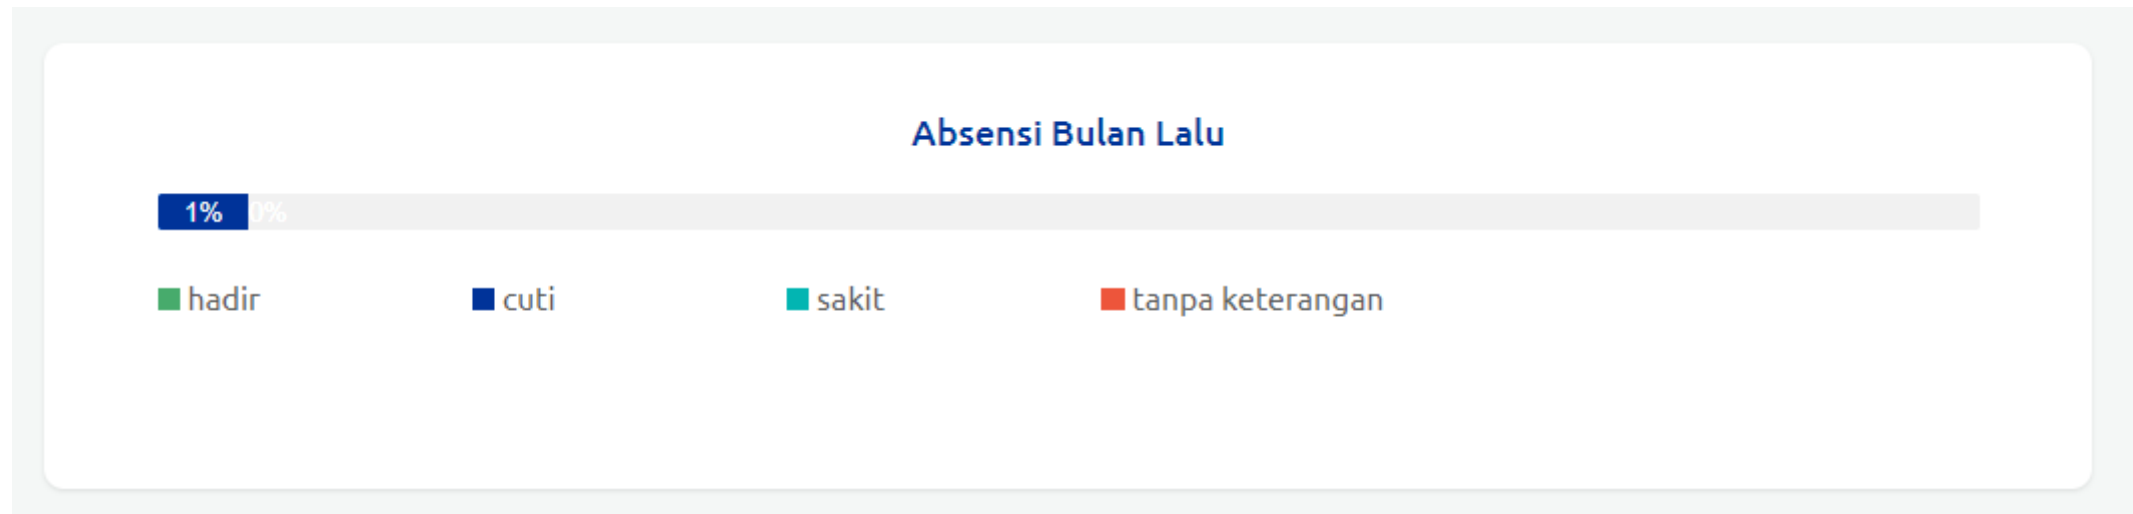 Absensi Bulan Lalu
1% 0%
hadir cuti sakit tanpa keterangan